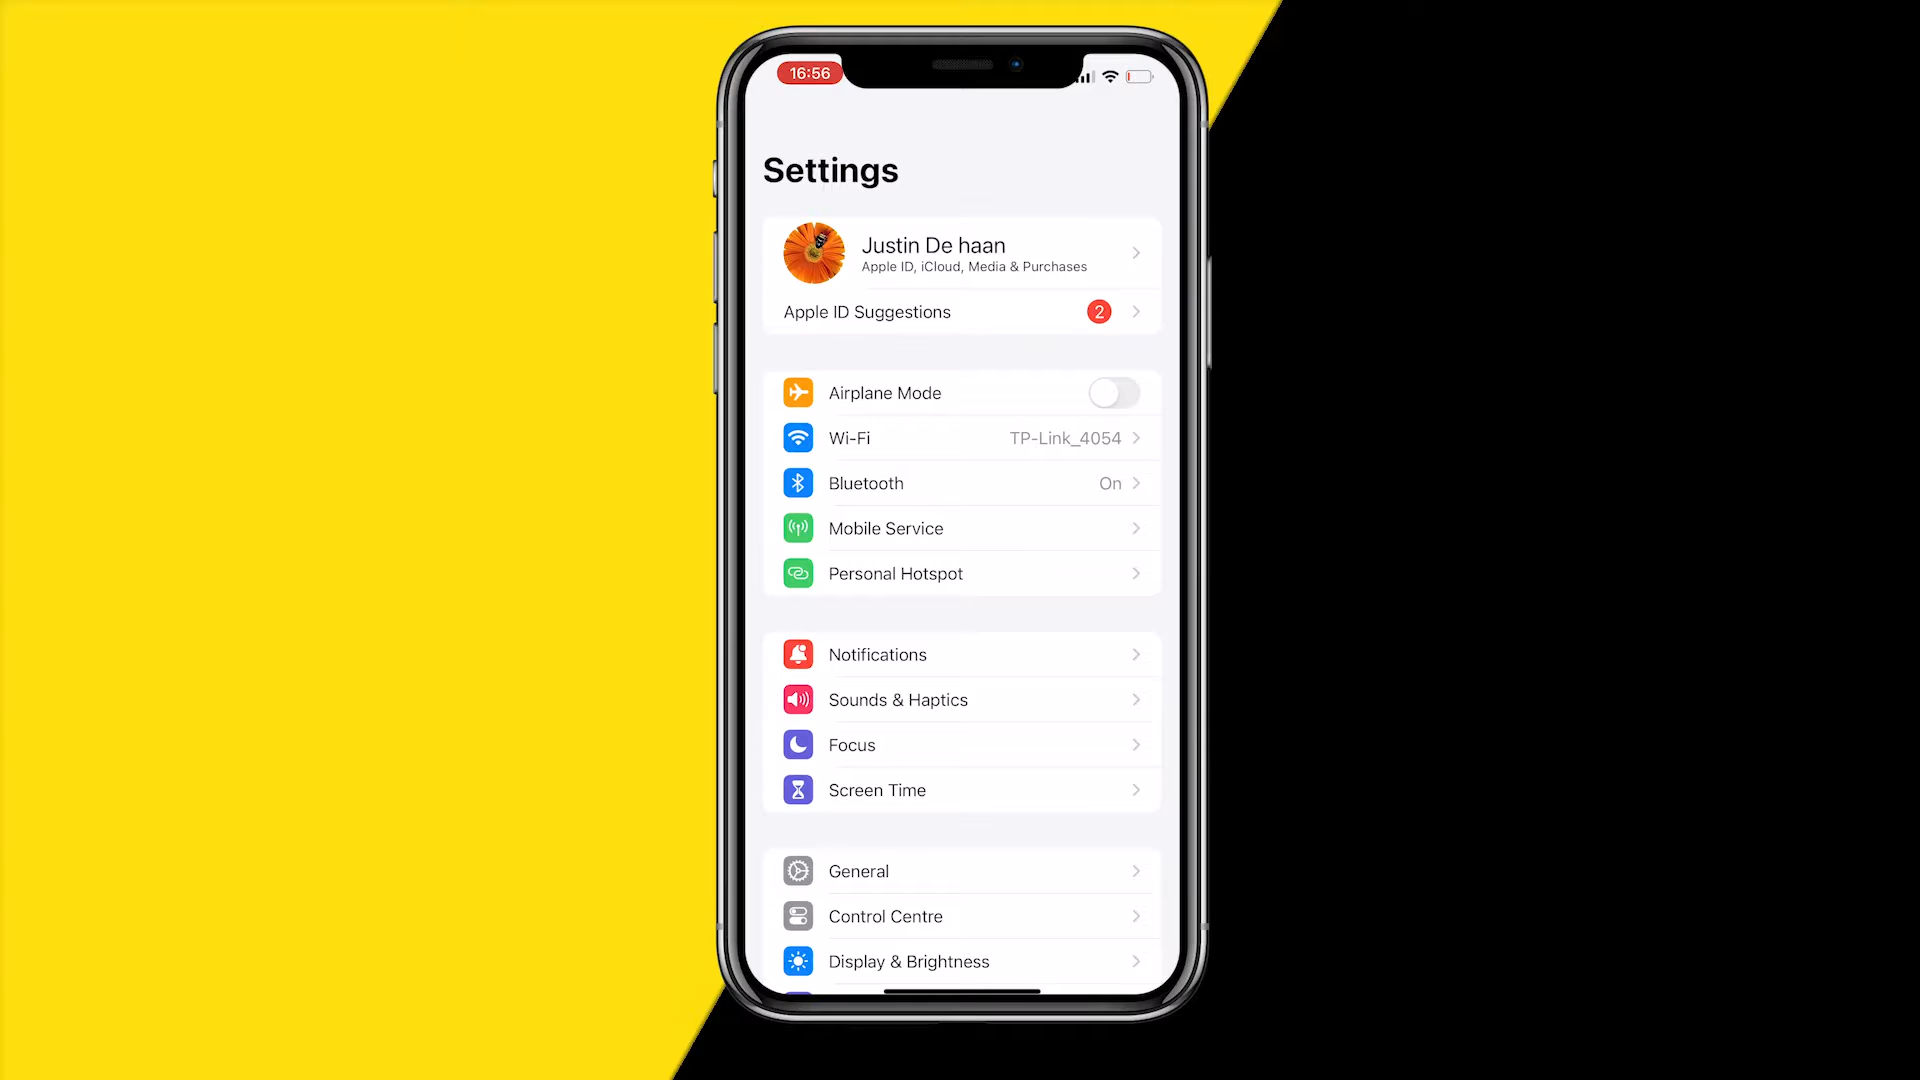 16:56
Settings
Justin De haan
Apple ID, iCloud, Media & Purchases
Apple ID Suggestions 2
Airplane Mode
Wi-Fi TP-Link_4054
Bluetooth On
Mobile Service
Personal Hotspot
Notifications
Sounds & Haptics
Focus
Screen Time
General
Control Centre
Display & Brightness